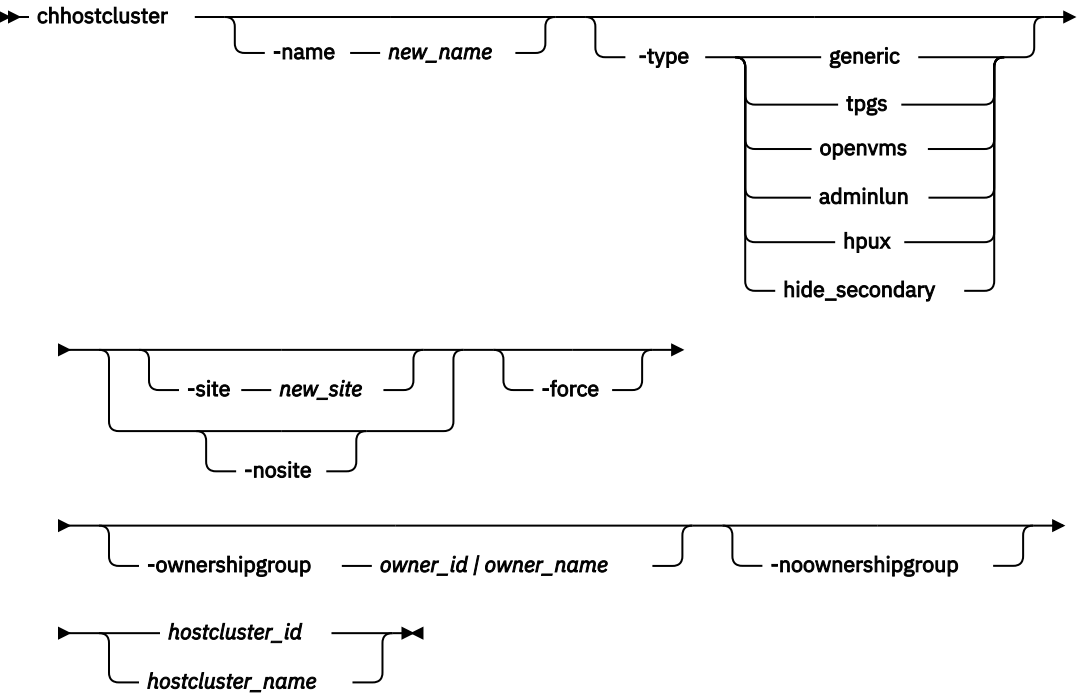 chhostcluster
-name new_name -type generic
tpgs
openvms
adminlun
hpux
hide_secondary
-site new_site -force
-nosite
-ownershipgroup owner_id | owner_name -noownershipgroup
hostcluster_id
hostcluster_name